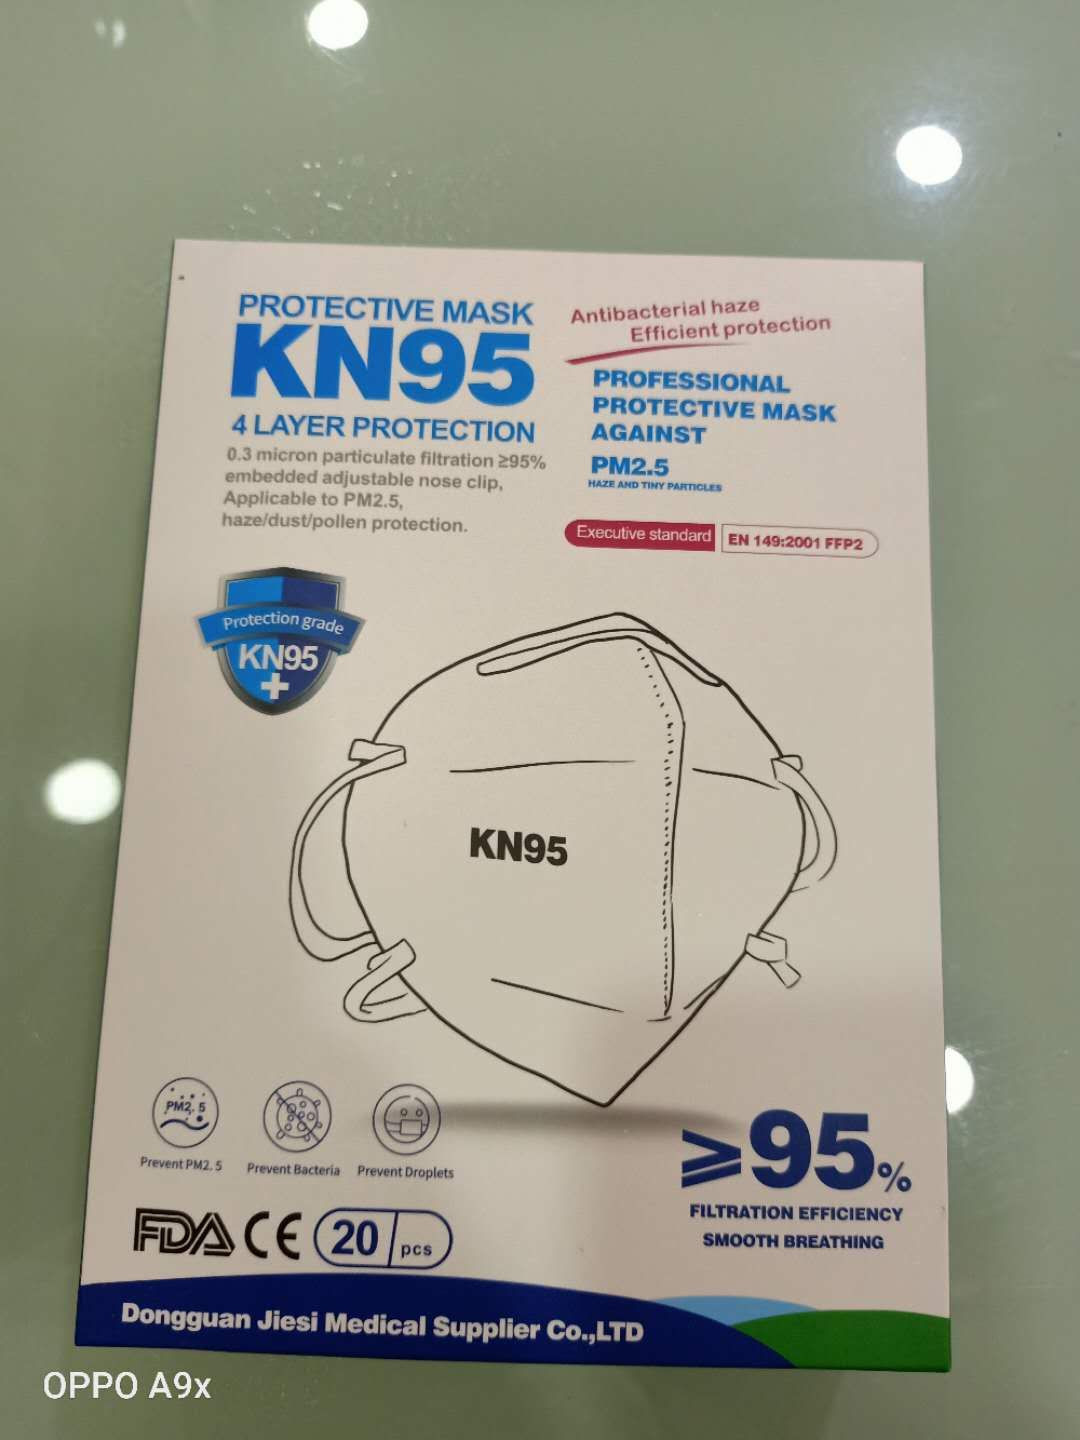 PROTECTIVE MASK
KN95
4 LAYER PROTECTION
0.3 micron particulate filtration ≥95%
embedded adjustable nose clip,
Applicable to PM2.5,
haze/dust/pollen protection.
Antibacterial haze
Efficient protection
PROFESSIONAL
PROTECTIVE MASK
AGAINST
PM2.5
HAZE AND TINY PARTICLES
Executive standard EN 149:2001 FFP2
Protection grade
KN95
KN95
PM2.5
Prevent PM2.5
Prevent Bacteria
Prevent Droplets
≥95%
FILTRATION EFFICIENCY
SMOOTH BREATHING
FDA CE 20 pcs
Dongguan Jiesi Medical Supplier Co.,LTD
OPPO A9x